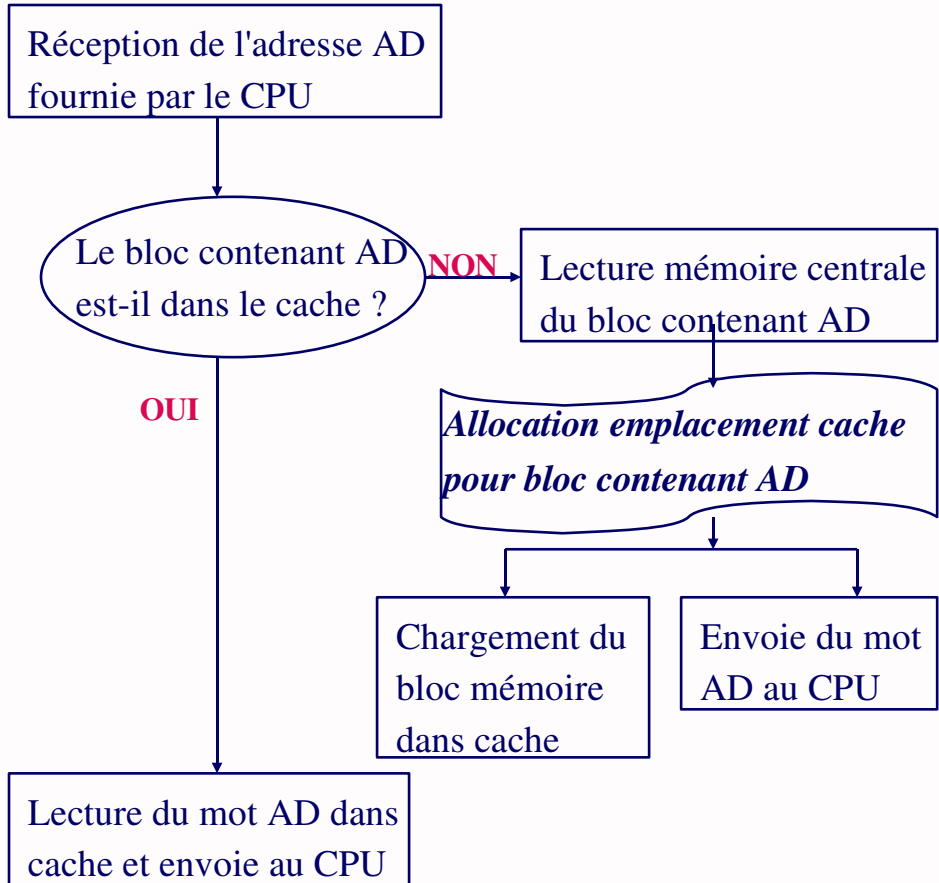 Réception de l'adresse AD
fournie par le CPU
Le bloc contenant AD
est-il dans le cache ?
NON
Lecture mémoire centrale
du bloc contenant AD
OUI
Allocation emplacement cache
pour bloc contenant AD
Chargement du
bloc mémoire
dans cache
Envoie du mot
AD au CPU
Lecture du mot AD dans
cache et envoie au CPU